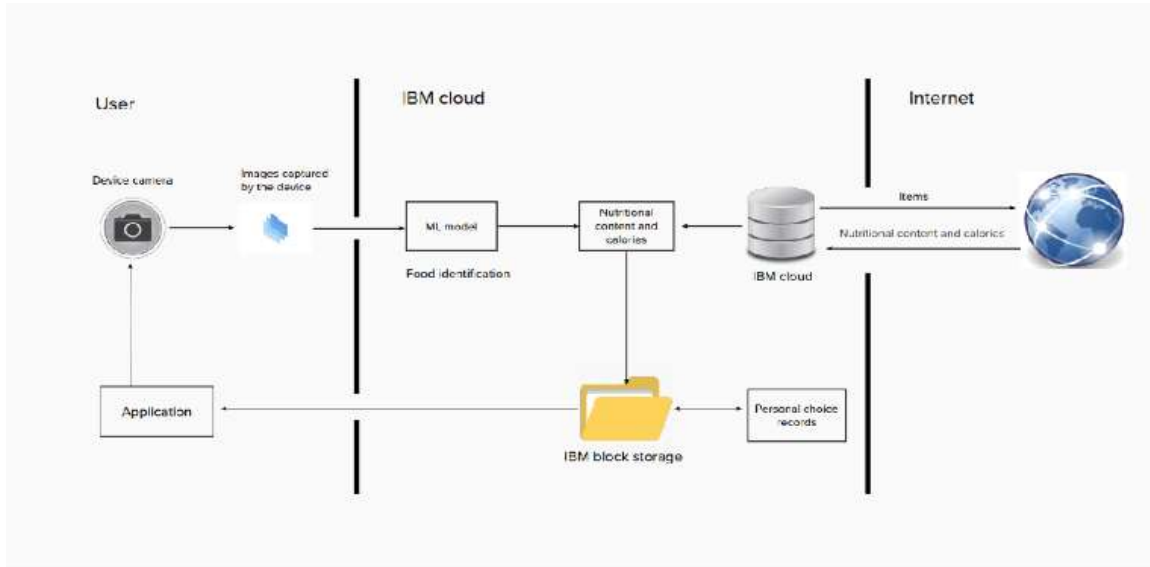 User
IBM cloud
Internet
Device camera
Images captured
by the device
ML model
Food identification
Nutritional
content and
calories
IBM cloud
Items
Nutritional content and calories
Application
IBM block storage
Personal choice
records